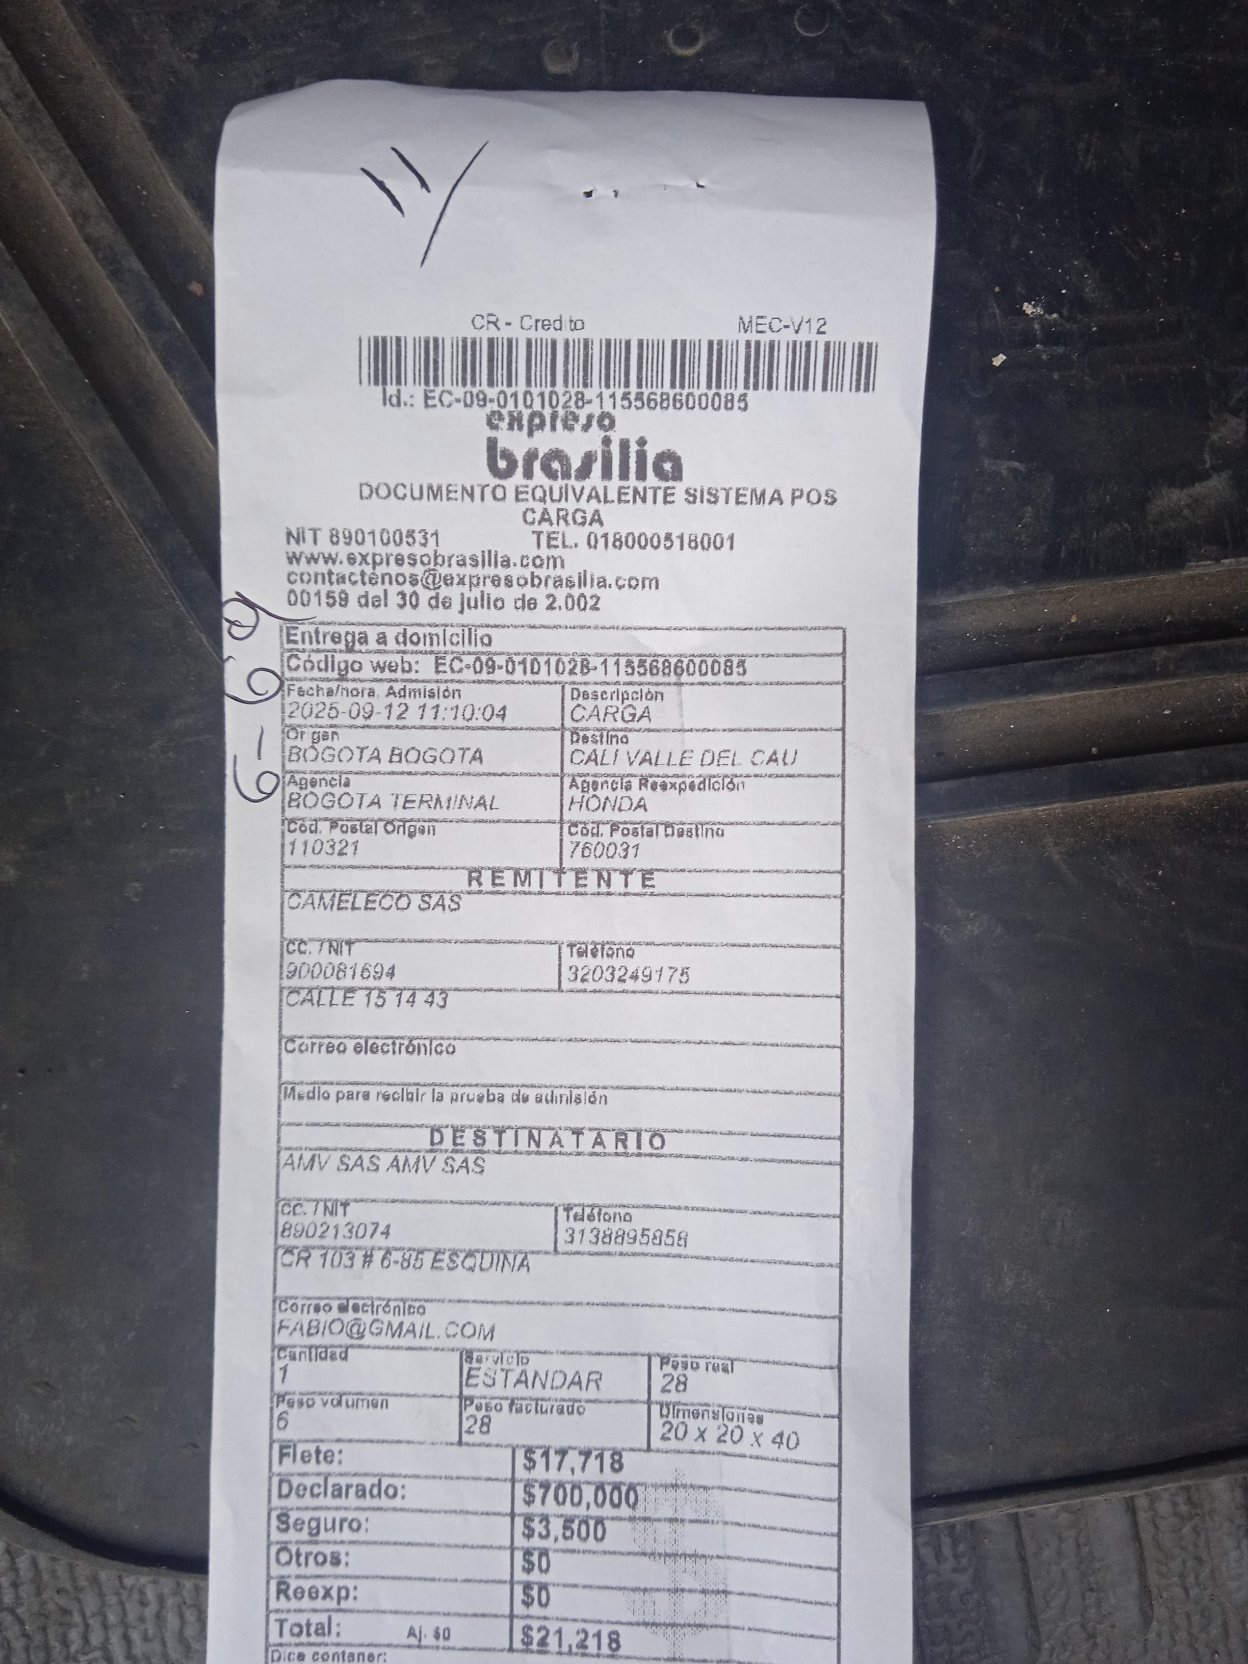 CR - Credito MEC-V12
Id.: EC-09-0101028-115568600085
expreso
brasilia
DOCUMENTO EQUIVALENTE SISTEMA POS
CARGA
NIT 890100531 TEL. 018000518001
www.expresobrasilia.com
contactenos@expresobrasilia.com
00159 del 30 de julio de 2.002
Entrega a domicilio
Código web: EC-09-0101028-115568600085
Fecha/hora Admisión Descripción
2025-09-12 11:10:04 CARGA
Origen Destino
BOGOTA BOGOTA CALI VALLE DEL CAU
Agencia Agencia Reexpedición
BOGOTA TERMINAL HONDA
Cód. Postal Origen Cód. Postal Destino
110321 760031
REMITENTE
CAMELECO SAS
CC. / NIT Teléfono
900081694 3203249175
CALLE 15 14 43
Correo electrónico
Medio para recibir la prueba de admisión
DESTINATARIO
AMV SAS AMV SAS
CC. / NIT Teléfono
890213074 3138895858
CR 103 # 6-85 ESQUINA
Correo electrónico
FABIO@GMAIL.COM
Cantidad Servicio Peso real
1 ESTANDAR 28
Peso volumen Peso facturado Dimensiones
6 28 20 x 20 x 40
Flete: $17,718
Declarado: $700,000
Seguro: $3,500
Otros: $0
Reexp: $0
Total: Aj. $0 $21,218
Dice contener: